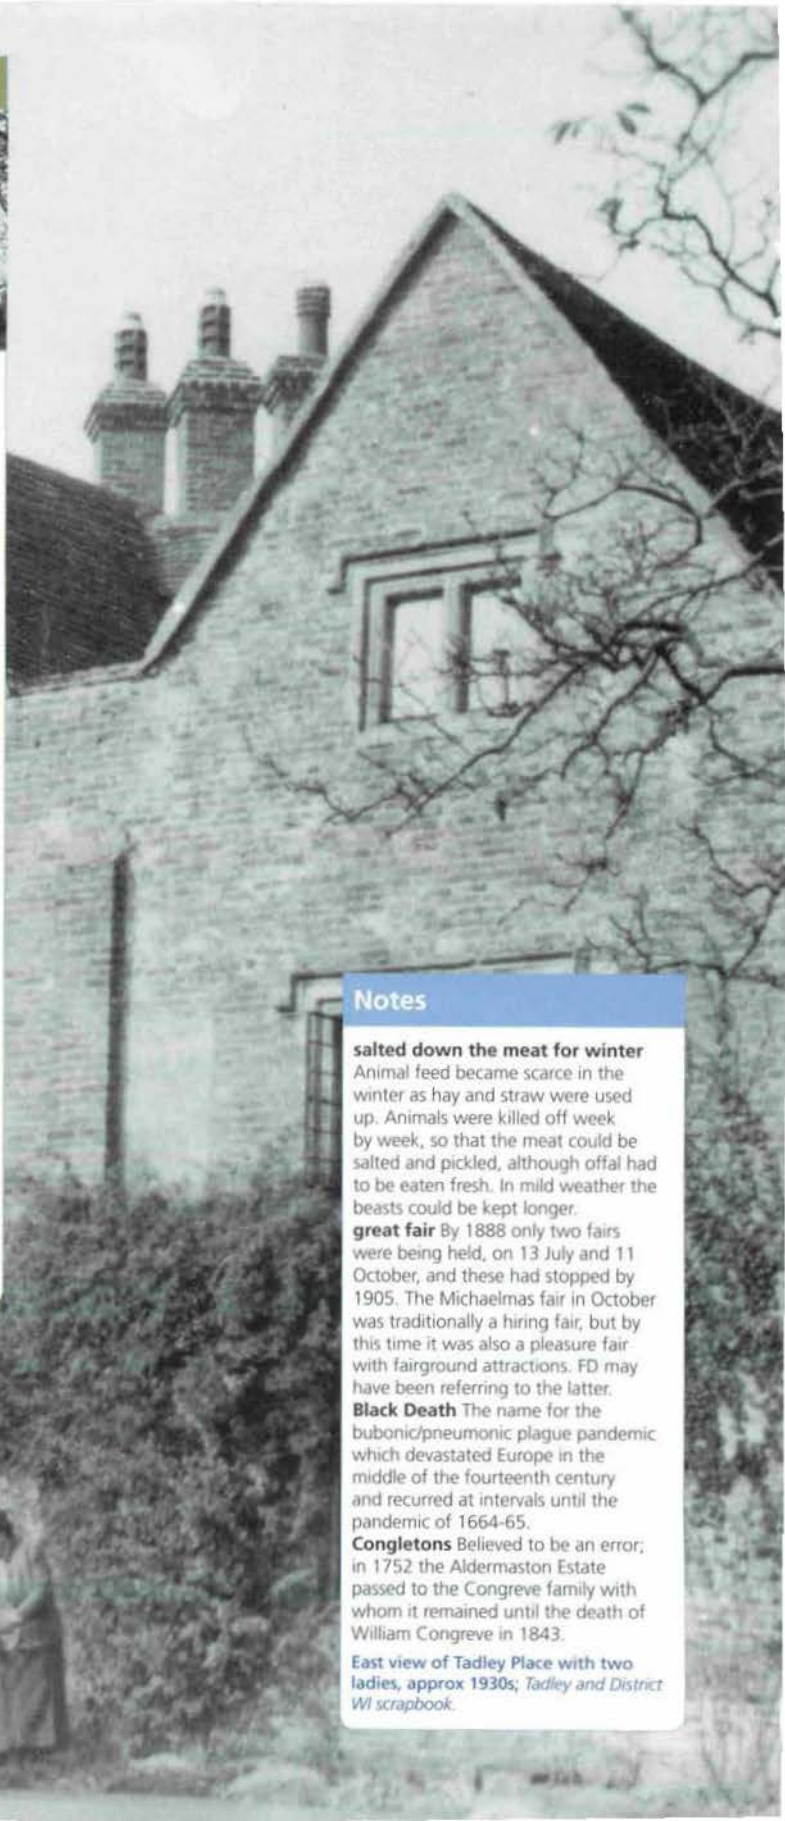 Notes
salted down the meat for winter
Animal feed became scarce in the
winter as hay and straw were used
up. Animals were killed off week
by week, so that the meat could be
salted and pickled, although offal had
to be eaten fresh. In mild weather the
beasts could be kept longer.
great fair By 1888 only two fairs
were being held, on 13 July and 11
October, and these had stopped by
1905. The Michaelmas fair in October
was traditionally a hiring fair, but by
this time it was also a pleasure fair
with fairground attractions. FD may
have been referring to the latter.
Black Death The name for the
bubonic/pneumonic plague pandemic
which devastated Europe in the
middle of the fourteenth century
and recurred at intervals until the
pandemic of 1664-65.
Congletons Believed to be an error;
in 1752 the Aldermaston Estate
passed to the Congreve family with
whom it remained until the death of
William Congreve in 1843.
East view of Tadley Place with two
ladies, approx 1930s; Tadley and District
WI scrapbook.